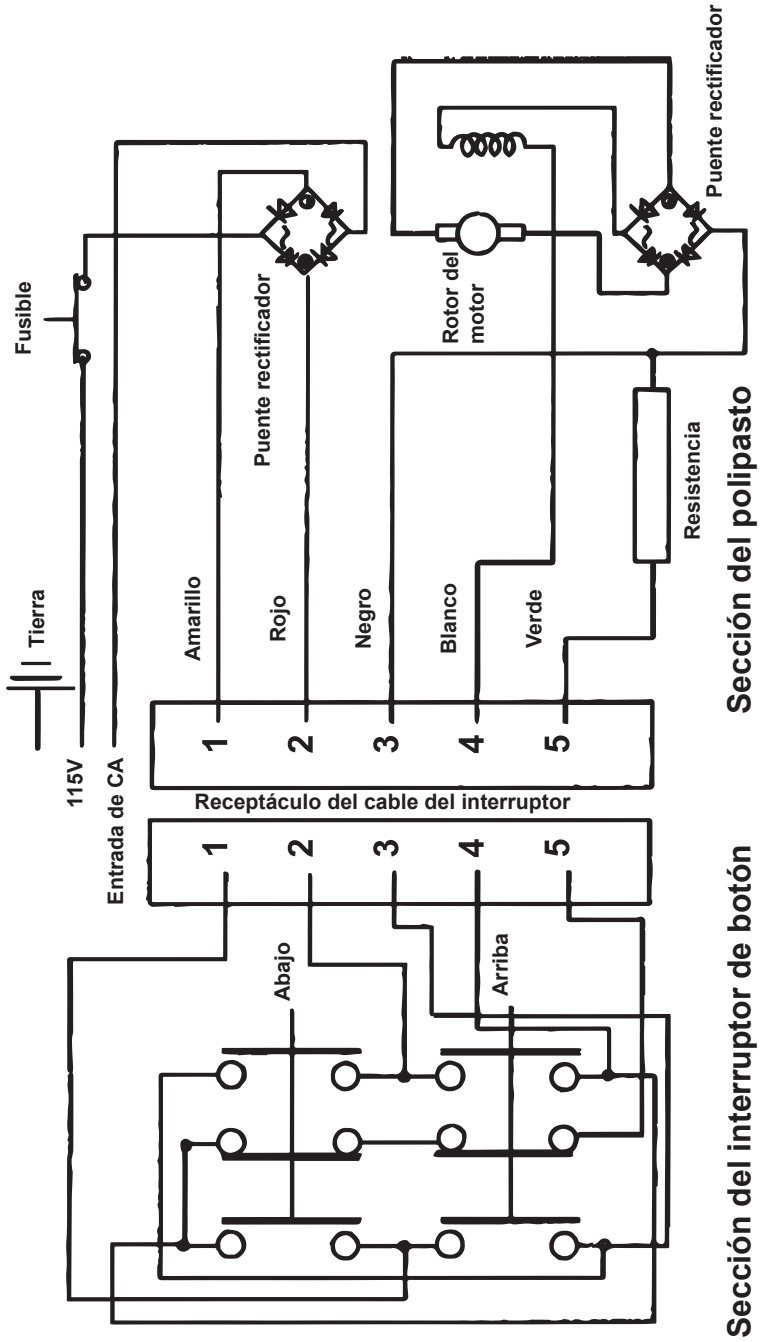 Fusible
Tierra
115V
Entrada de CA
Amarillo
Rojo
Negro
Blanco
Verde
Puente rectificador
Rotor del
motor
Puente rectificador
Resistencia
1
2
3
4
5
Receptáculo del cable del interruptor
1
2
3
4
5
Abajo
Arriba
Sección del interruptor de botón
Sección del polipasto